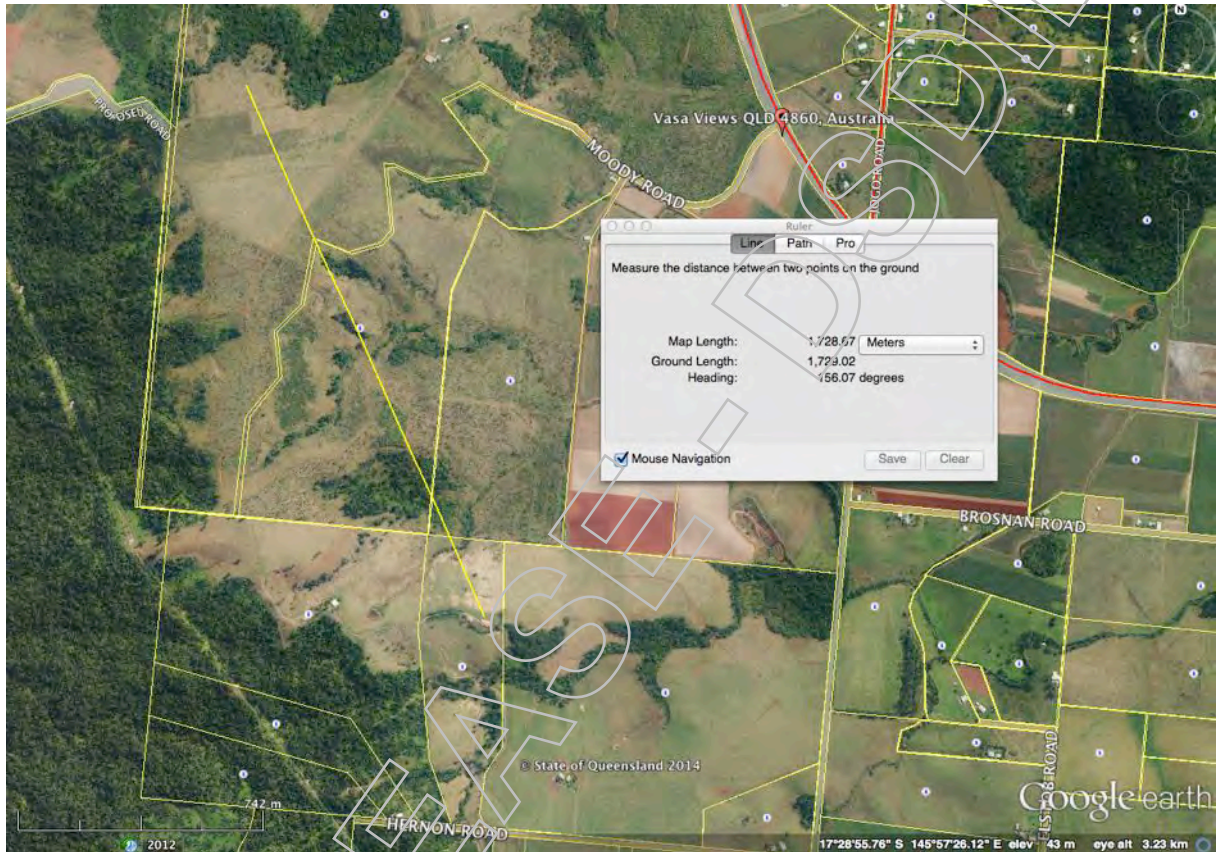 N
PROPOSED ROAD
Vasa Views QLD 4860, Australia
MOODY ROAD
ROAD
Ruler
Line Path Pro
Measure the distance between two points on the ground
Map Length: 1,728.67 Meters
Ground Length: 1,729.02
Heading: 156.07 degrees
Mouse Navigation
Save Clear
BROSNAN ROAD
© State of Queensland 2014
ROAD
742 m
HERNON ROAD
Google earth
2012
17°28'55.76" S 145°57'26.12" E elev 43 m eye alt 3.23 km